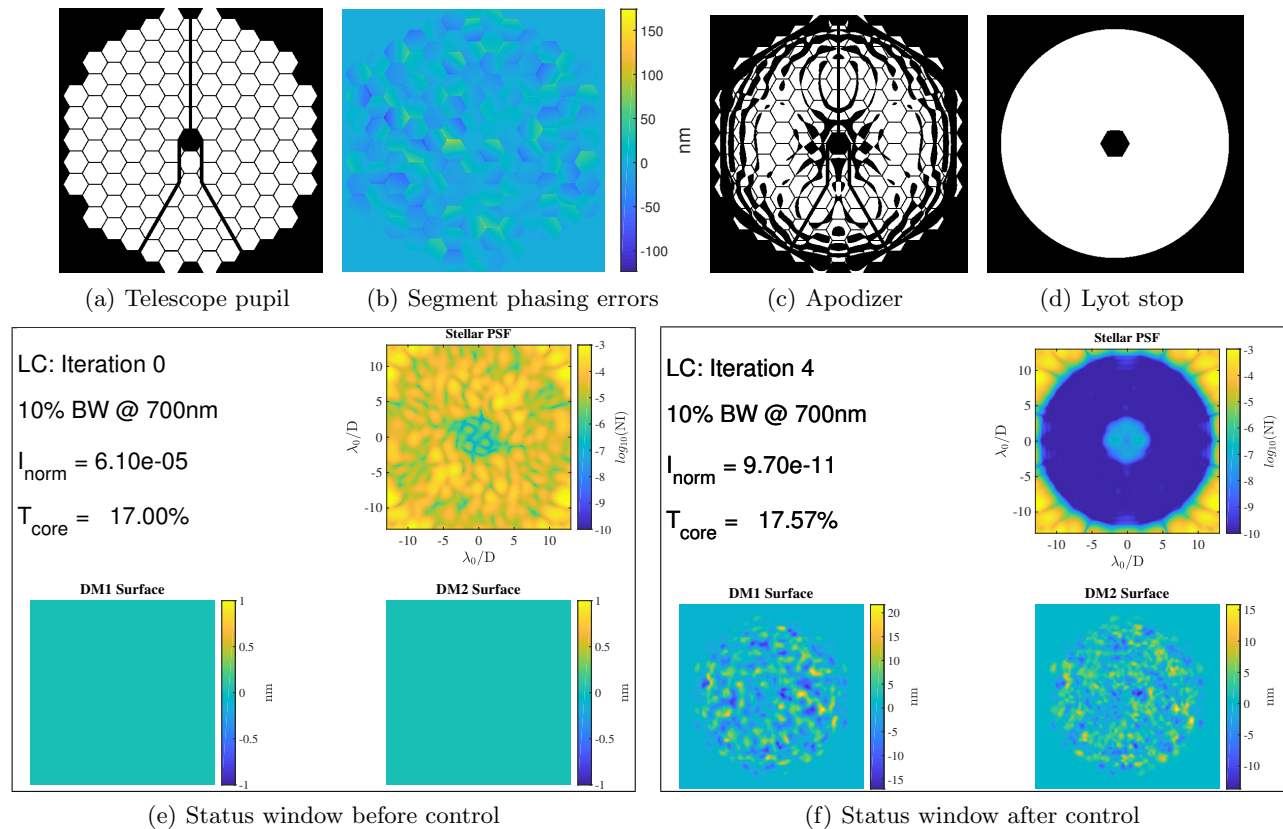 150
100
50
0
-50
-100
nm
(a) Telescope pupil
(b) Segment phasing errors
(c) Apodizer
(d) Lyot stop
LC: Iteration 0
10% BW @ 700nm
I_norm = 6.10e-05
T_core = 17.00%
Stellar PSF
10
5
0
-5
-10
λ₀/D
-10 -5 0 5 10
λ₀/D
-3
-4
-5
-6
-7
-8
-9
-10
log₁₀(NI)
DM1 Surface
1
0.5
0
-0.5
-1
nm
DM2 Surface
1
0.5
0
-0.5
-1
nm
(e) Status window before control
LC: Iteration 4
10% BW @ 700nm
I_norm = 9.70e-11
T_core = 17.57%
Stellar PSF
10
5
0
-5
-10
λ₀/D
-10 -5 0 5 10
λ₀/D
-3
-4
-5
-6
-7
-8
-9
-10
log₁₀(NI)
DM1 Surface
20
15
10
5
0
-5
-10
-15
nm
DM2 Surface
15
10
5
0
-5
-10
nm
(f) Status window after control